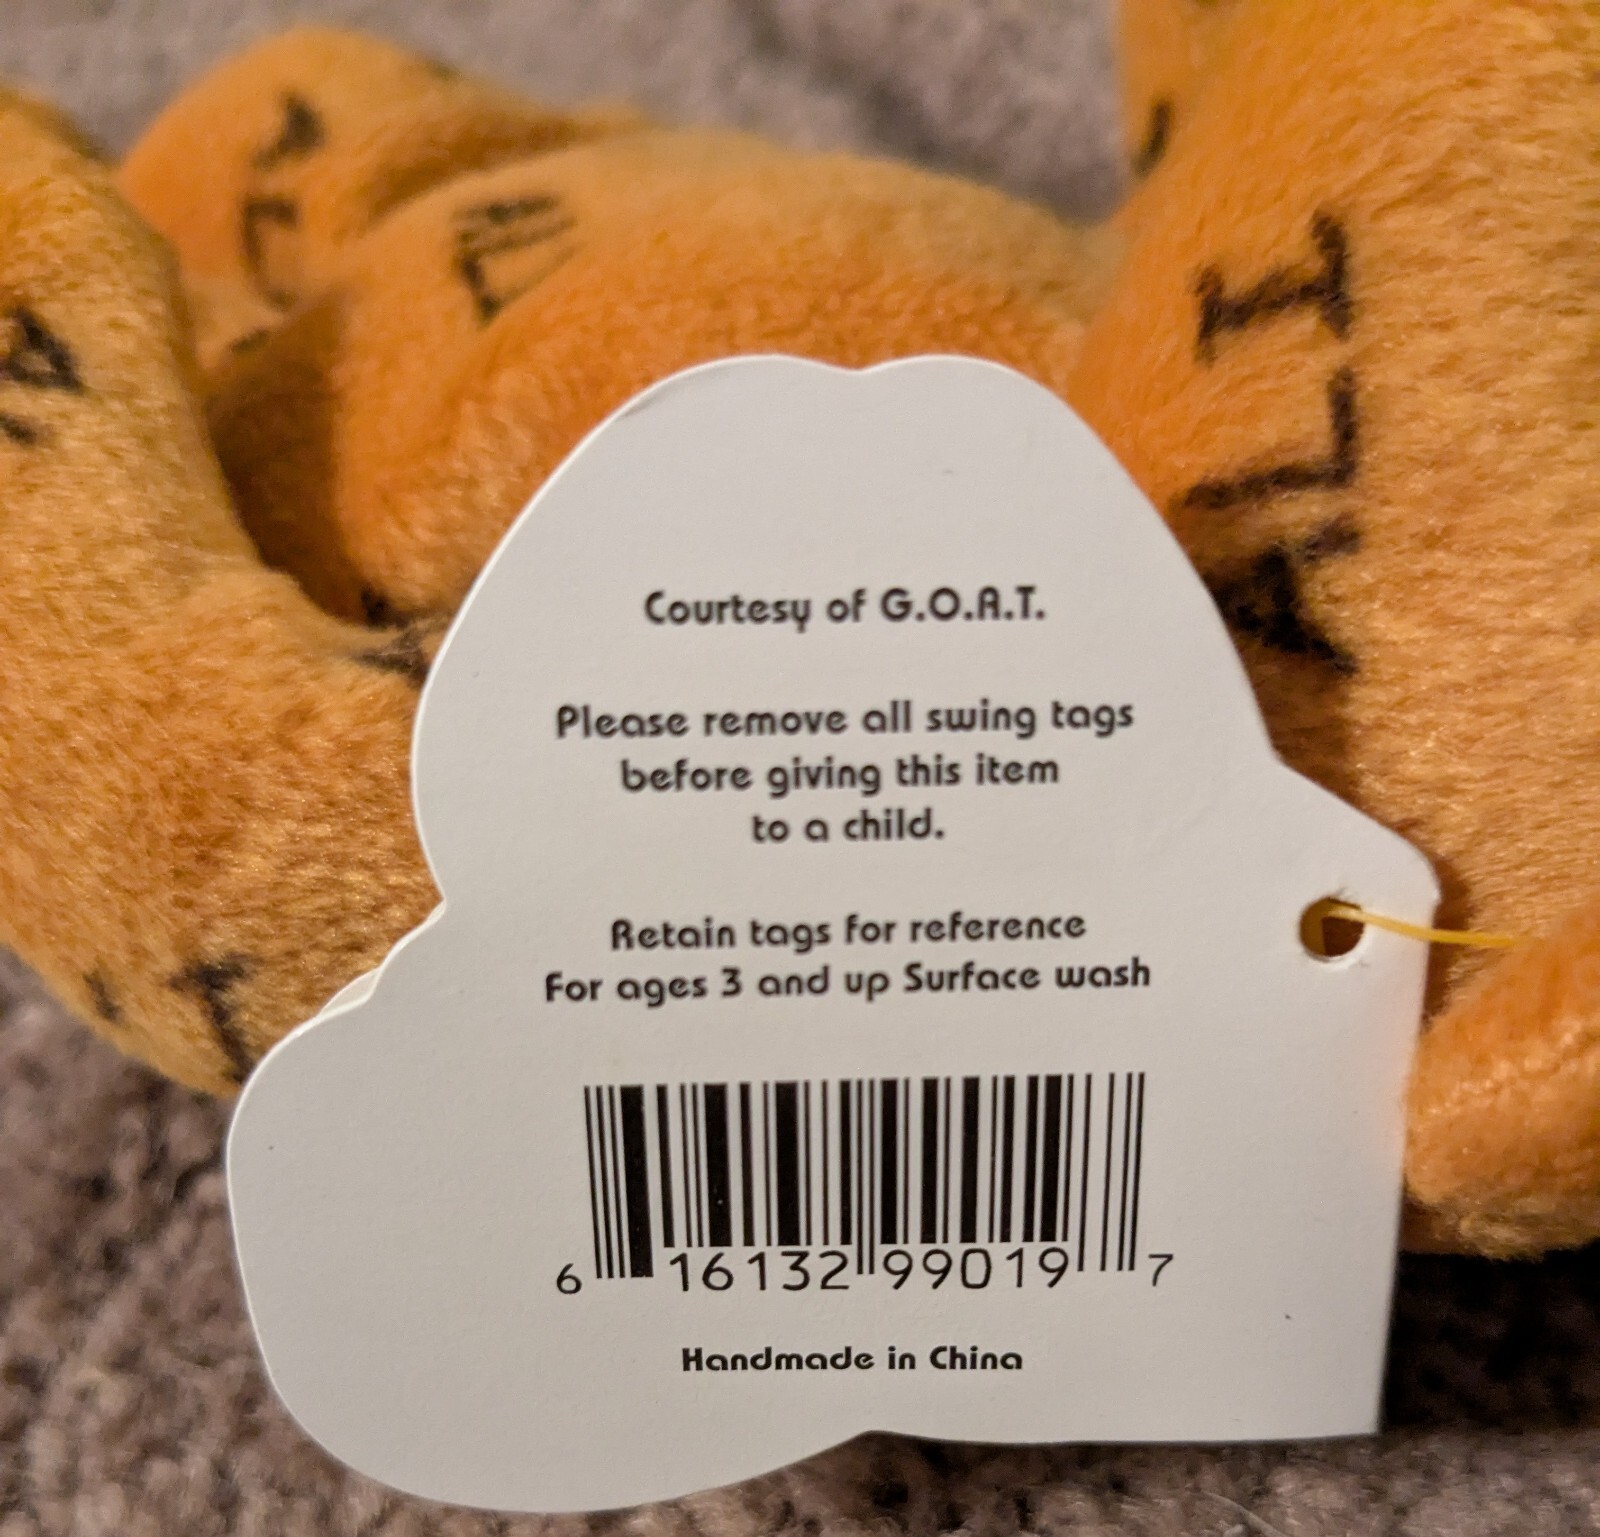 Courtesy of G.O.A.T.
Please remove all swing tags
before giving this item
to a child.
Retain tags for reference
For ages 3 and up Surface wash
6 16132 99019 7
Handmade in China